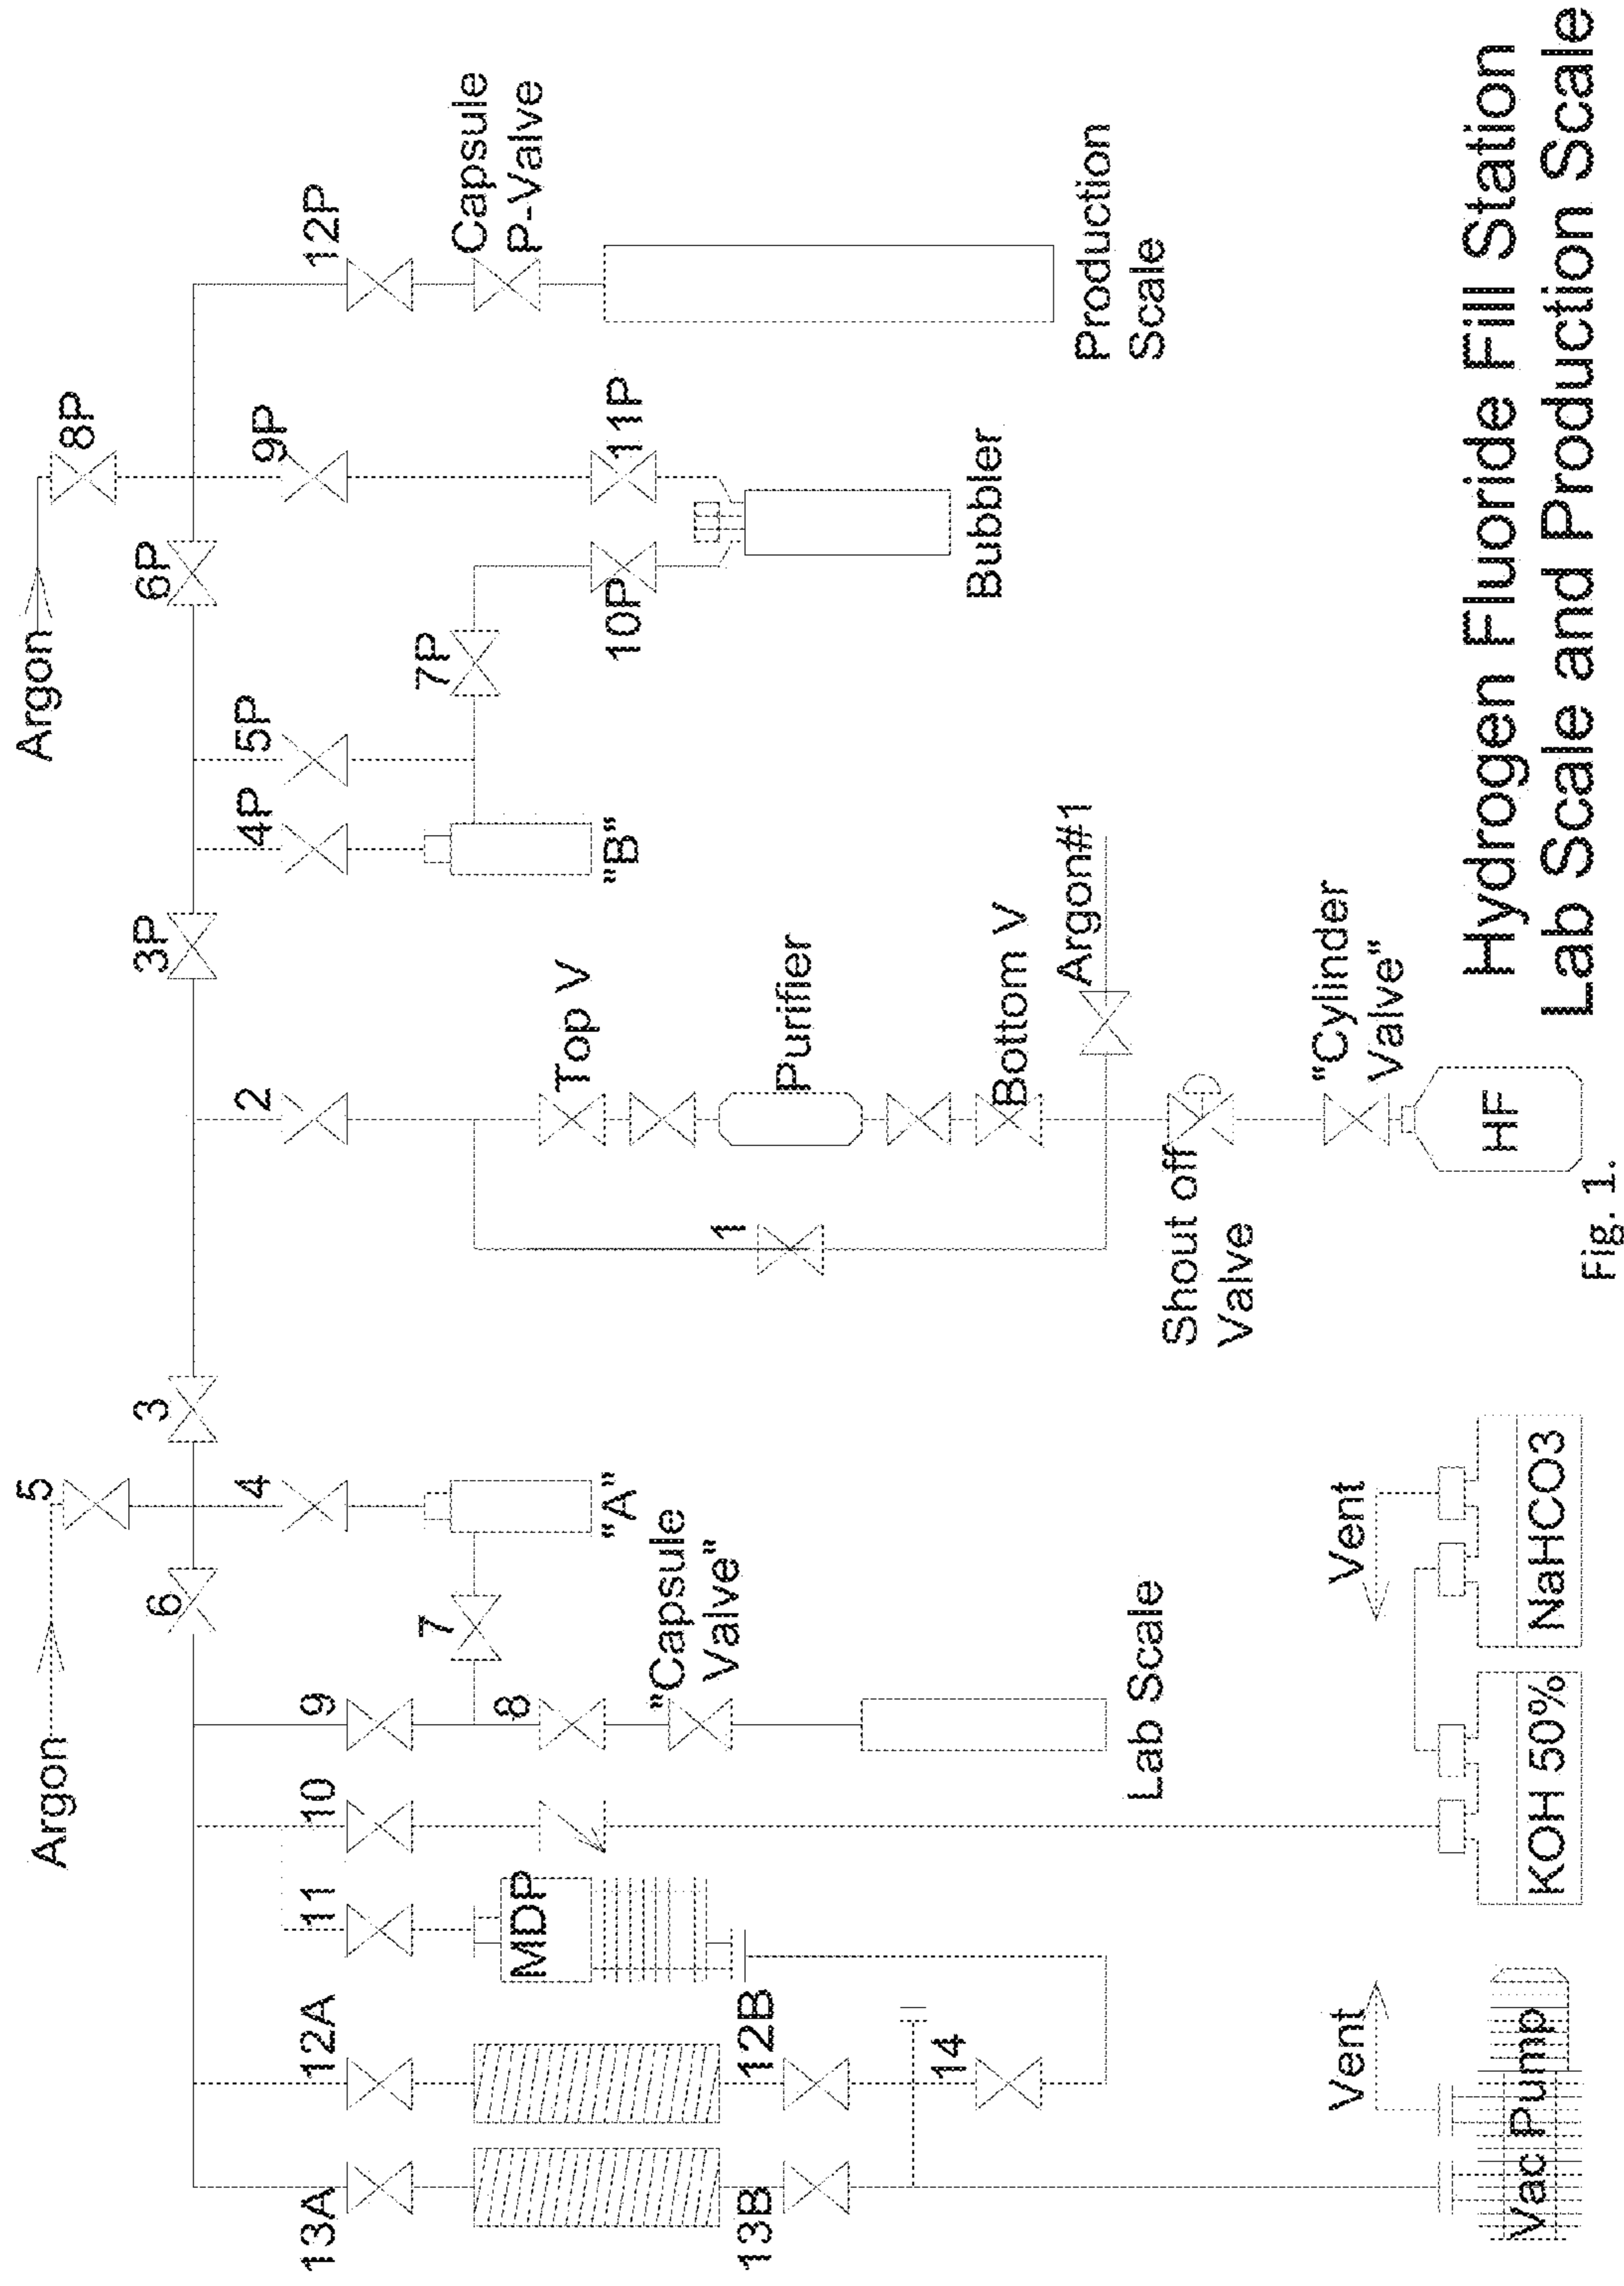 Argon
8P
Argon
5
12P
Capsule
P-Valve
9P
6P
5P
4P
3P
7P
10P
11P
"B"
Bubbler
Production
Scale
2
3
4
6
Top V
Purifier
Bottom V
Argon#1
1
"A"
7
"Capsule
Valve"
9
8
10
11
MDP
12A
13A
12B
13B
14
Lab Scale
Shout off
Valve
"Cylinder
Valve"
HF
Vent
NaHCO3
KOH 50%
Vent
Vac Pump
Hydrogen Fluoride Fill Station
Lab Scale and Production Scale
Fig. 1.